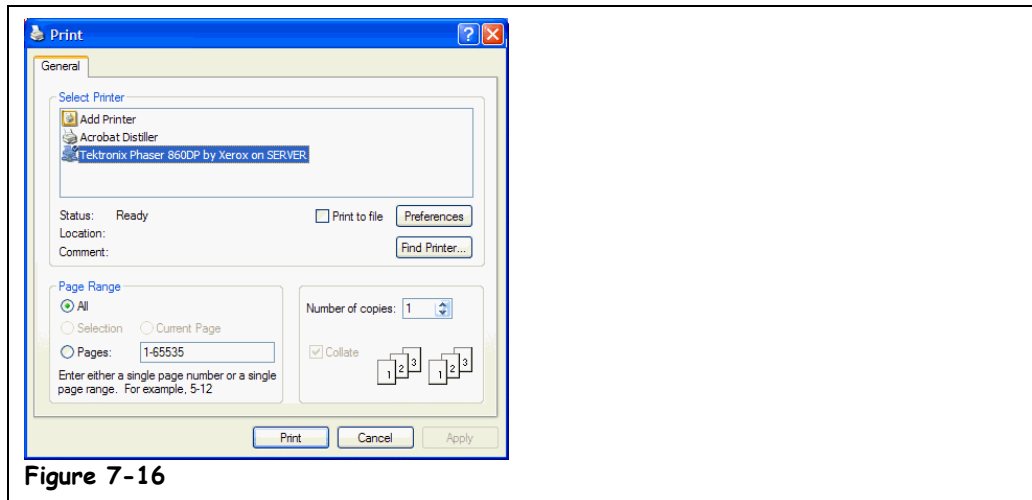 Print
General
Select Printer
Add Printer
Acrobat Distiller
Tektronix Phaser 860DP by Xerox on SERVER
Status: Ready
Print to file
Preferences
Location:
Comment:
Find Printer...
Page Range
All
Selection
Current Page
Pages: 1-65535
Enter either a single page number or a single
page range. For example, 5-12
Number of copies: 1
Collate
1 2 3 1 2 3
Print
Cancel
Apply
Figure 7-16